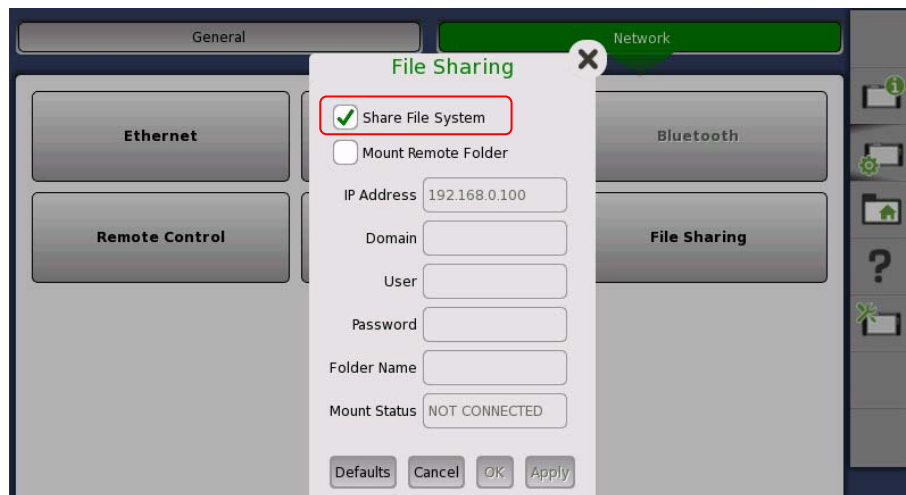 General
Network
File Sharing
Share File System
Mount Remote Folder
IP Address 192.168.0.100
Domain
User
Password
Folder Name
Mount Status NOT CONNECTED
Defaults Cancel OK Apply
Ethernet
Bluetooth
Remote Control
File Sharing